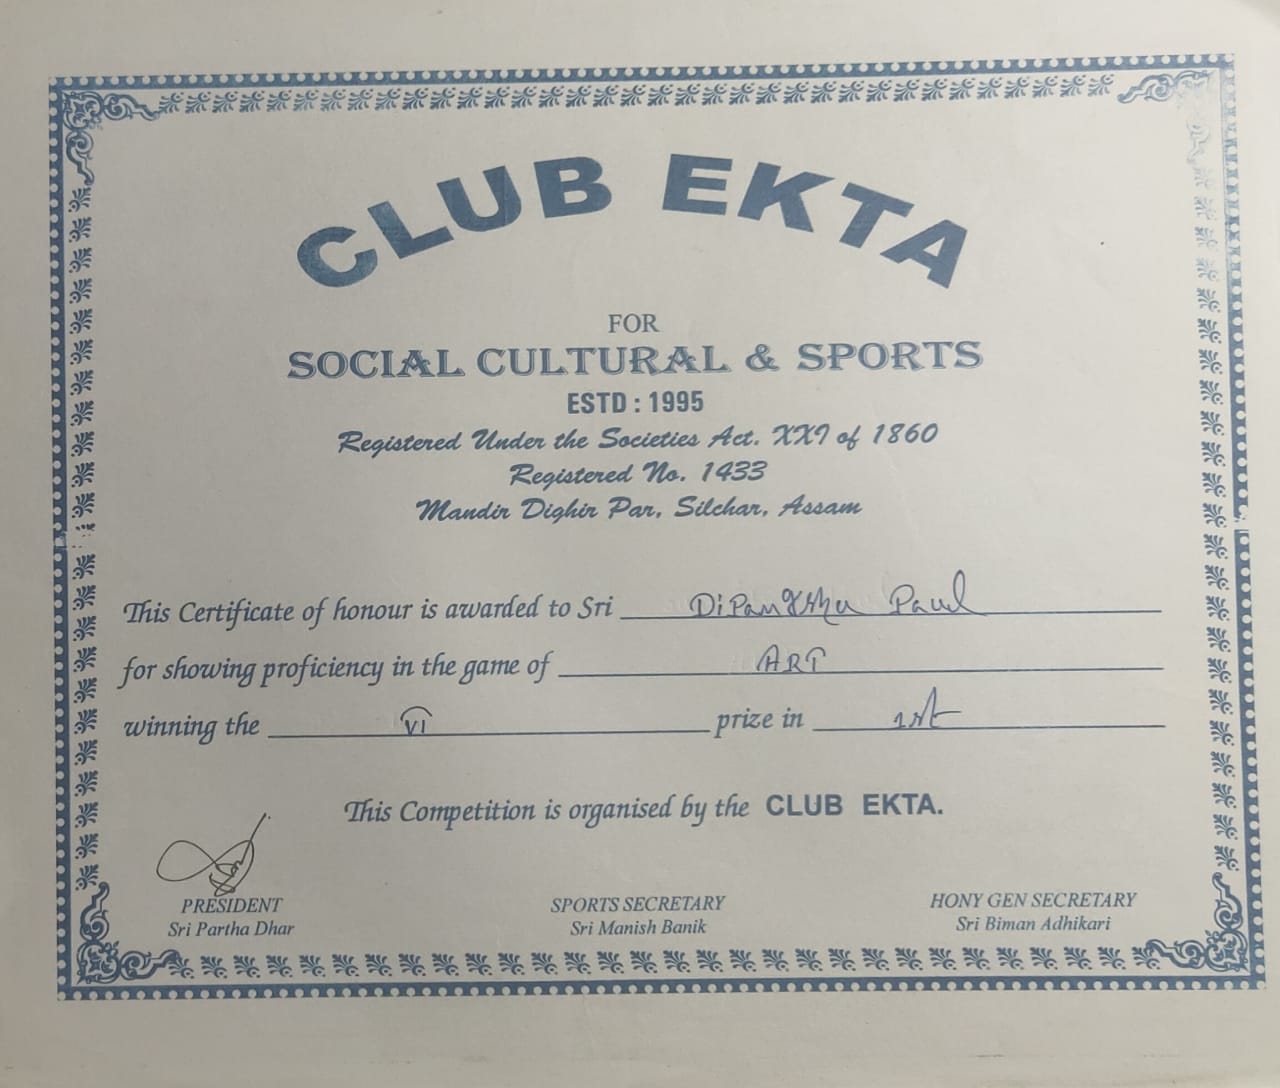 CLUB EKTA
FOR
SOCIAL CULTURAL & SPORTS
ESTD : 1995
Registered Under the Societies Act. XXI of 1860
Registered No. 1433
Mandir Dighir Par, Silchar, Assam
This Certificate of honour is awarded to Sri Dipangshu Paul
for showing proficiency in the game of ART
winning the VI prize in 1st
This Competition is organised by the CLUB EKTA.
PRESIDENT SPORTS SECRETARY HONY GEN SECRETARY
Sri Partha Dhar Sri Manish Banik Sri Biman Adhikari